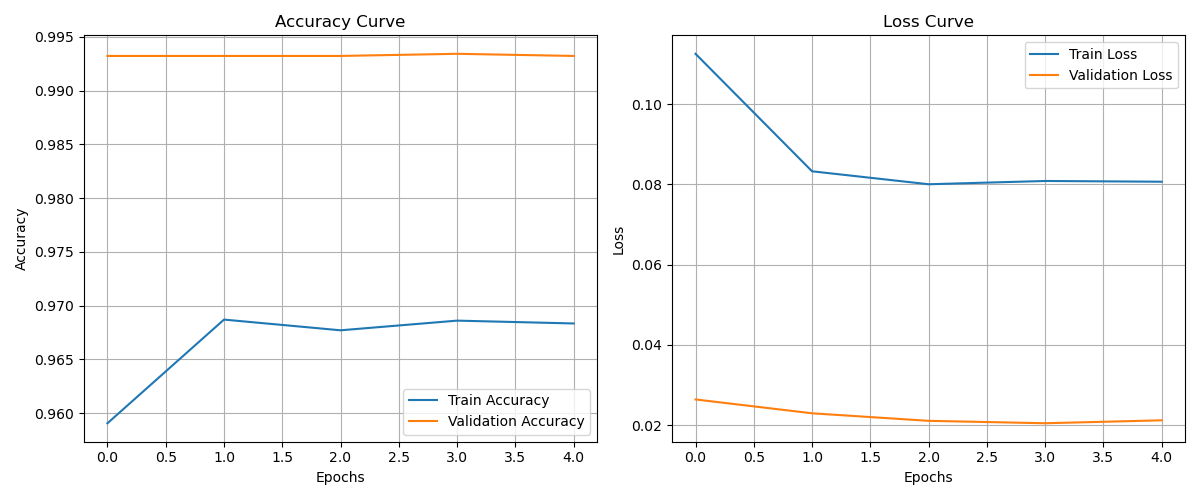 Accuracy Curve
0.995
0.990
0.985
0.980
0.975
0.970
0.965
0.960
Accuracy
0.0 0.5 1.0 1.5 2.0 2.5 3.0 3.5 4.0
Epochs
Train Accuracy
Validation Accuracy
Loss Curve
0.10
0.08
0.06
0.04
0.02
Loss
0.0 0.5 1.0 1.5 2.0 2.5 3.0 3.5 4.0
Epochs
Train Loss
Validation Loss